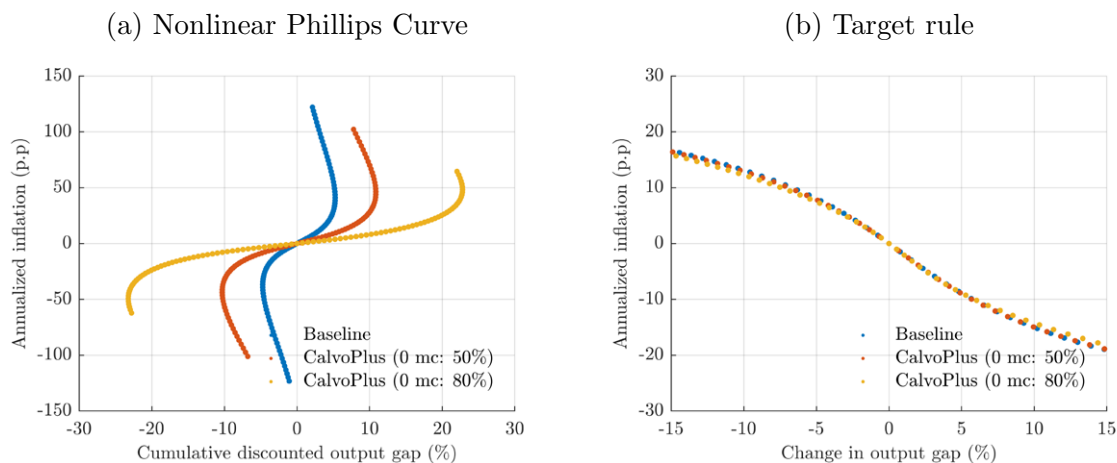 (a) Nonlinear Phillips Curve
150
100
50
0
-50
-100
-150
-30
-20
-10
0
10
20
30
Annualized inflation (p.p)
Cumulative discounted output gap (%)
Baseline
CalvoPlus (0 mc: 50%)
CalvoPlus (0 mc: 80%)
(b) Target rule
30
20
10
0
-10
-20
-30
-15
-10
-5
0
5
10
15
Annualized inflation (p.p)
Change in output gap (%)
Baseline
CalvoPlus (0 mc: 50%)
CalvoPlus (0 mc: 80%)